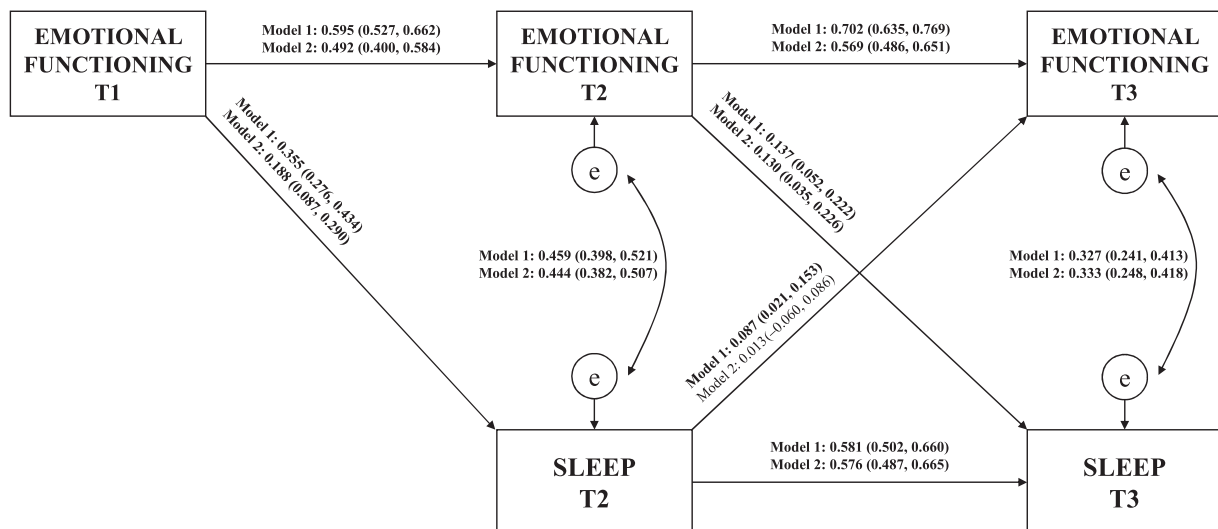 EMOTIONAL
FUNCTIONING
T1
Model 1: 0.595 (0.527, 0.662)
Model 2: 0.492 (0.400, 0.584)
EMOTIONAL
FUNCTIONING
T2
Model 1: 0.702 (0.635, 0.769)
Model 2: 0.569 (0.486, 0.651)
EMOTIONAL
FUNCTIONING
T3
Model 1: 0.355 (0.276, 0.434)
Model 2: 0.188 (0.087, 0.290)
Model 1: 0.137 (0.052, 0.222)
Model 2: 0.130 (0.035, 0.226)
e
e
Model 1: 0.459 (0.398, 0.521)
Model 2: 0.444 (0.382, 0.507)
Model 1: 0.327 (0.241, 0.413)
Model 2: 0.333 (0.248, 0.418)
Model 1: 0.087 (0.021, 0.153)
Model 2: 0.013(–0.060, 0.086)
e
e
SLEEP
T2
Model 1: 0.581 (0.502, 0.660)
Model 2: 0.576 (0.487, 0.665)
SLEEP
T3